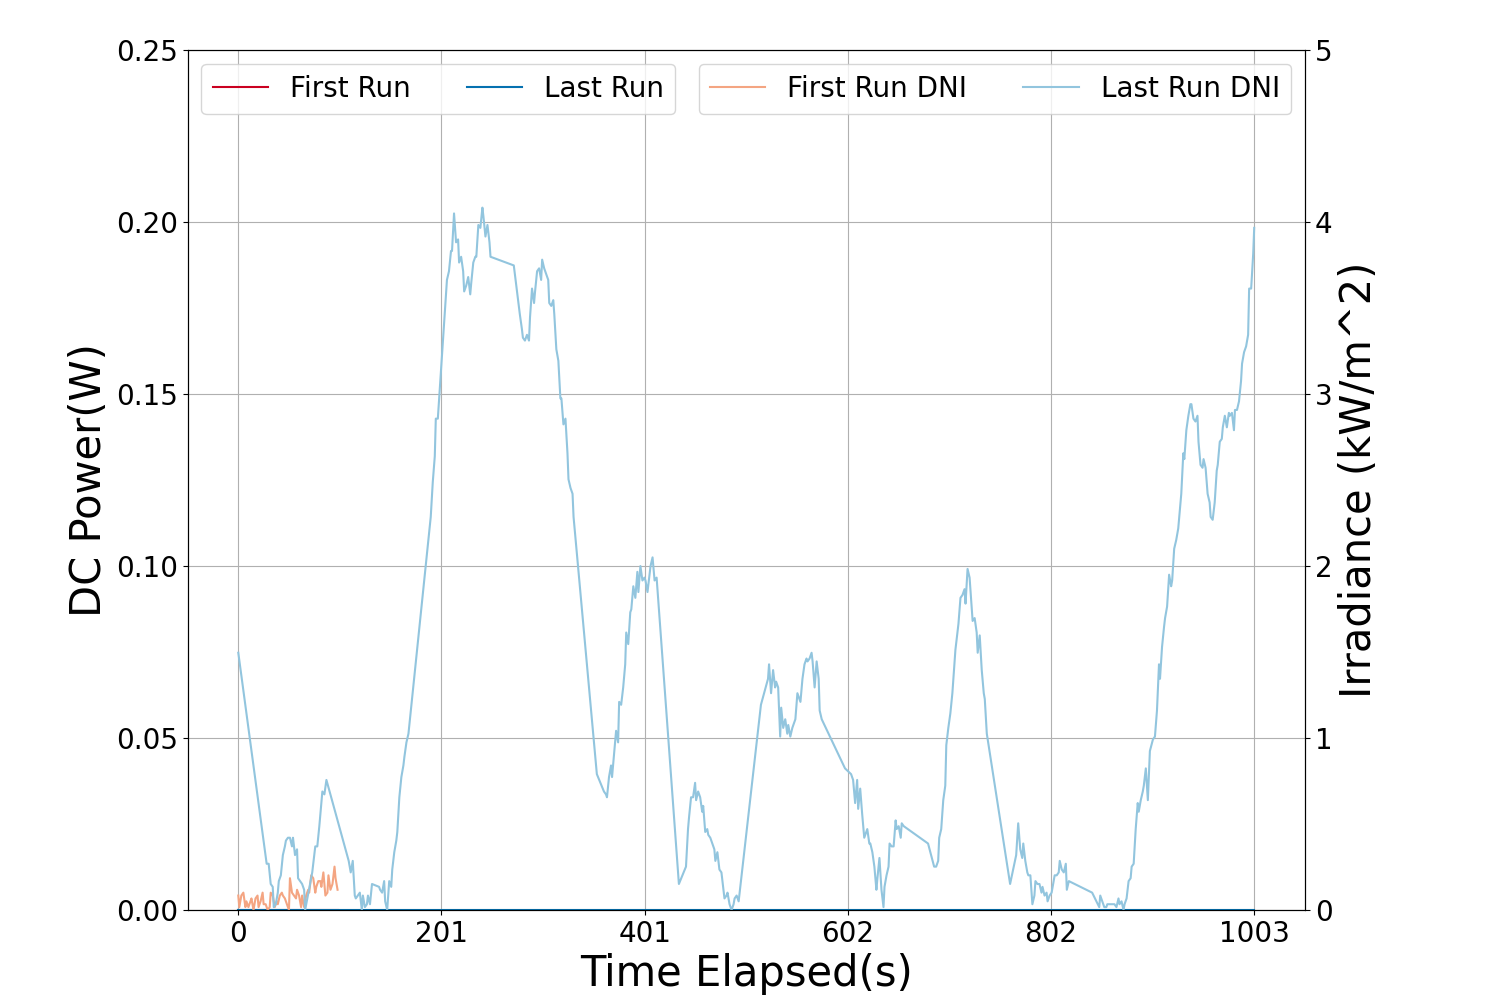 First Run Last Run First Run DNI Last Run DNI
DC Power(W)
0.25
0.20
0.15
0.10
0.05
0.00
5
4
3
2
1
0
Irradiance (kW/m^2)
0 201 401 602 802 1003
Time Elapsed(s)